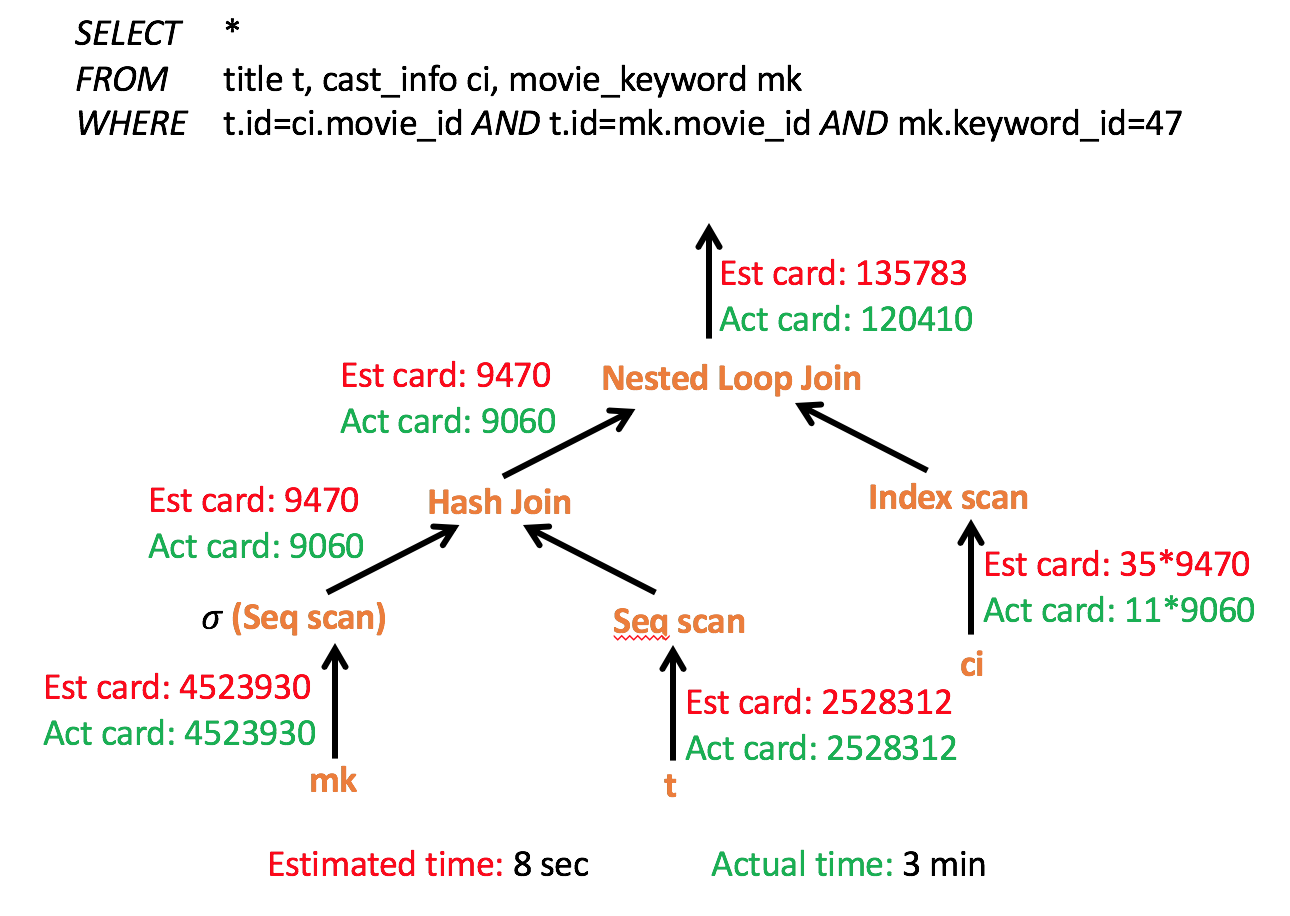 SELECT *
FROM title t, cast_info ci, movie_keyword mk
WHERE t.id=ci.movie_id AND t.id=mk.movie_id AND mk.keyword_id=47
Est card: 135783
Act card: 120410
Est card: 9470
Act card: 9060
Nested Loop Join
Est card: 9470
Act card: 9060
Hash Join
Index scan
Est card: 35*9470
Act card: 11*9060
σ (Seq scan)
Seq scan
ci
Est card: 4523930
Act card: 4523930
Est card: 2528312
Act card: 2528312
mk
t
Estimated time: 8 sec
Actual time: 3 min